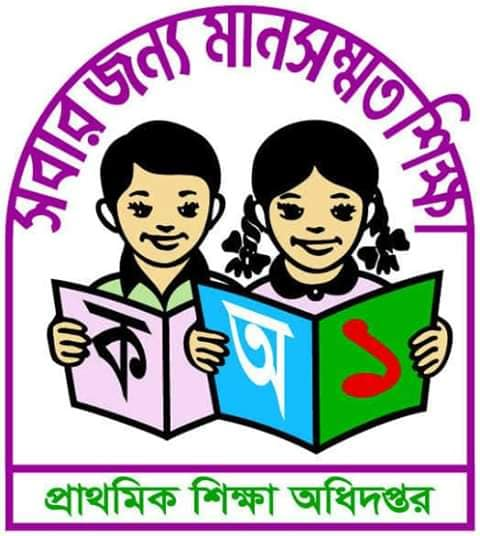 সবার জন্য মানসম্মত শিক্ষা
ক
অ
১
প্রাথমিক শিক্ষা অধিদপ্তর